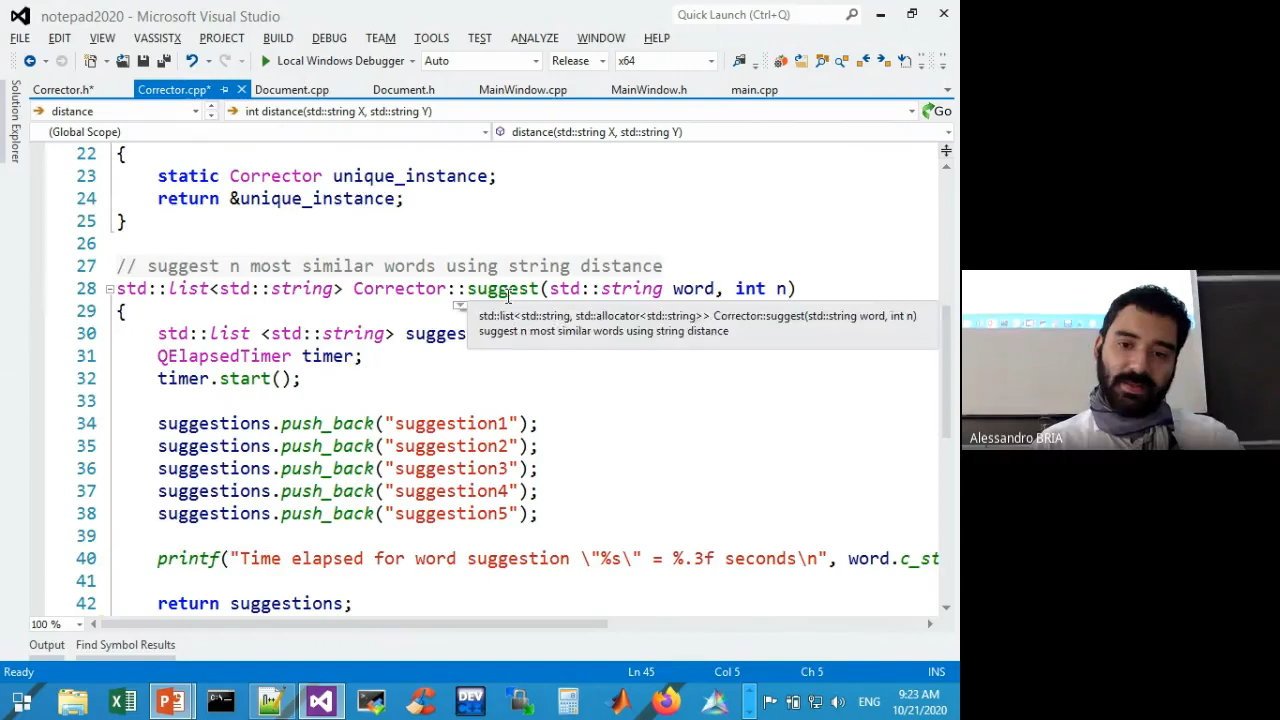 notepad2020 - Microsoft Visual Studio
Quick Launch (Ctrl+Q)
FILE EDIT VIEW VASSISTX PROJECT BUILD DEBUG TEAM TOOLS TEST ANALYZE WINDOW HELP
Local Windows Debugger Auto Release x64
Solution Explorer
Corrector.h* Corrector.cpp* Document.cpp Document.h MainWindow.cpp MainWindow.h main.cpp
distance int distance(std::string X, std::string Y) Go
(Global Scope) distance(std::string X, std::string Y)
22 {
23 static Corrector unique_instance;
24 return &unique_instance;
25 }
26
27 // suggest n most similar words using string distance
28 std::list<std::string> Corrector::suggest(std::string word, int n)
29 {
std::list<std::string, std::allocator<std::string>> Corrector::suggest(std::string word, int n)
suggest n most similar words using string distance
30 std::list <std::string> sugges
31 QElapsedTimer timer;
32 timer.start();
33
34 suggestions.push_back("suggestion1");
35 suggestions.push_back("suggestion2");
36 suggestions.push_back("suggestion3");
37 suggestions.push_back("suggestion4");
38 suggestions.push_back("suggestion5");
39
40 printf("Time elapsed for word suggestion \"%s\" = %.3f seconds\n", word.c_st
41
42 return suggestions;
100 %
Output Find Symbol Results
Ready Ln 45 Col 5 Ch 5 INS
DEV
ENG
9:23 AM
10/21/2020
Alessandro BRIA